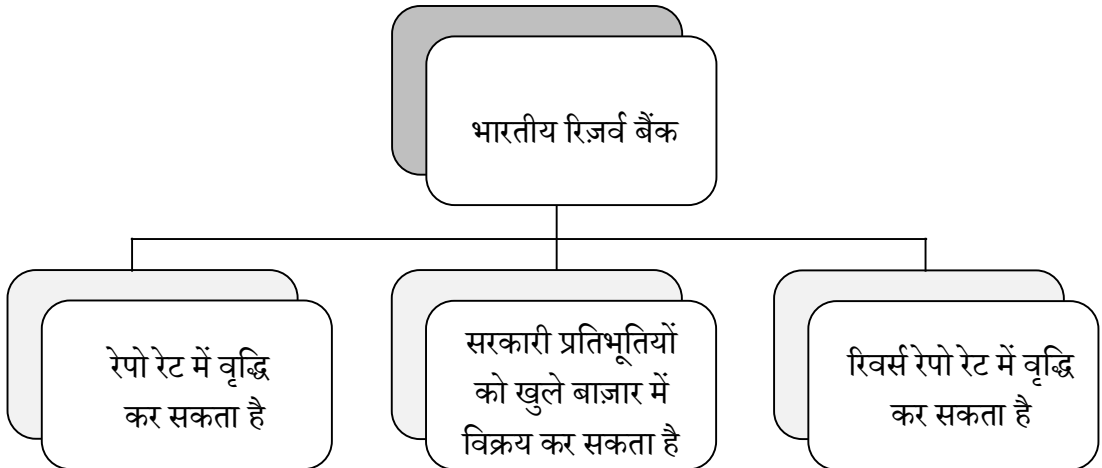 भारतीय रिज़र्व बैंक
रेपो रेट में वृद्धि
कर सकता है
सरकारी प्रतिभूतियों
को खुले बाज़ार में
विक्रय कर सकता है
रिवर्स रेपो रेट में वृद्धि
कर सकता है